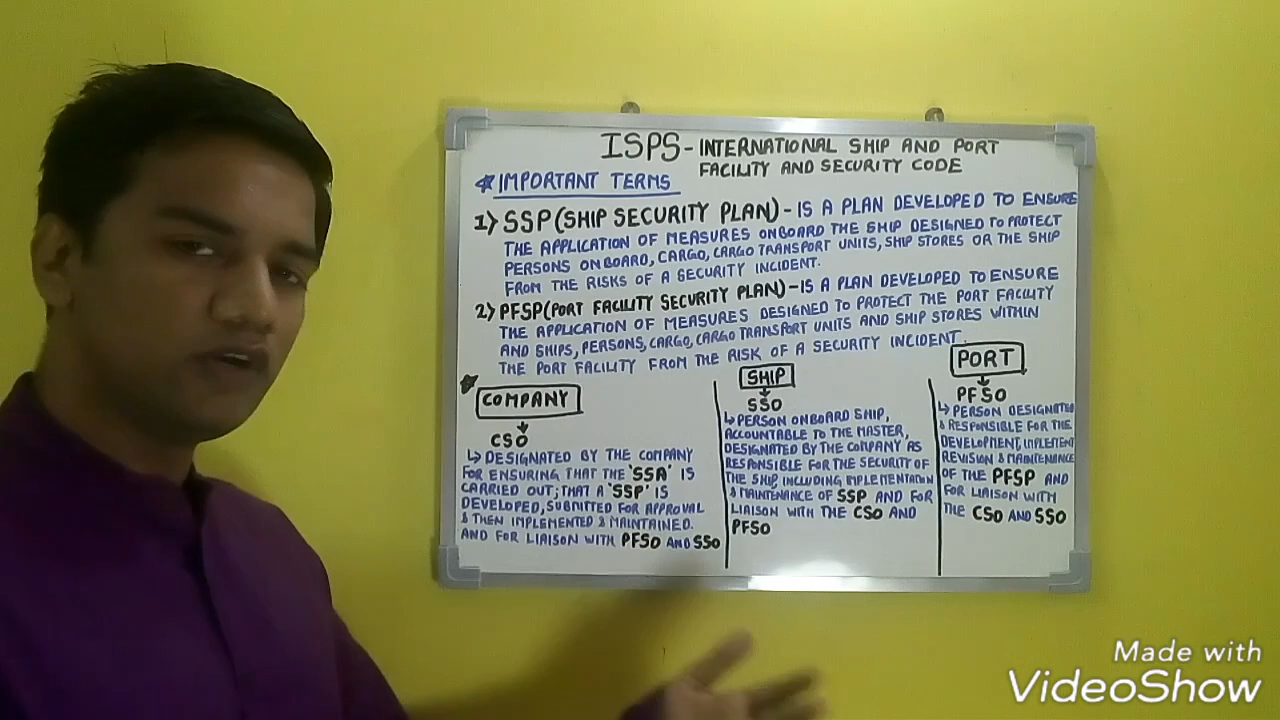 ISPS - INTERNATIONAL SHIP AND PORT
FACILITY AND SECURITY CODE
IMPORTANT TERMS
1) SSP (SHIP SECURITY PLAN) - IS A PLAN DEVELOPED TO ENSURE
THE APPLICATION OF MEASURES ONBOARD THE SHIP DESIGNED TO PROTECT
PERSONS ONBOARD, CARGO, CARGO TRANSPORT UNITS, SHIP STORES OR THE SHIP
FROM THE RISKS OF A SECURITY INCIDENT.
2) PFSP (PORT FACILITY SECURITY PLAN) - IS A PLAN DEVELOPED TO ENSURE
THE APPLICATION OF MEASURES DESIGNED TO PROTECT THE PORT FACILITY
AND SHIPS, PERSONS, CARGO, CARGO TRANSPORT UNITS AND SHIP STORES WITHIN
THE PORT FACILITY FROM THE RISK OF A SECURITY INCIDENT.
COMPANY
CSO
DESIGNATED BY THE COMPANY
FOR ENSURING THAT THE 'SSA' IS
CARRIED OUT; THAT A 'SSP' IS
DEVELOPED, SUBMITTED FOR APPROVAL
& THEN IMPLEMENTED & MAINTAINED.
AND FOR LIAISON WITH PFSO AND SSO
SHIP
SSO
PERSON ONBOARD SHIP,
ACCOUNTABLE TO THE MASTER,
DESIGNATED BY THE COMPANY AS
RESPONSIBLE FOR THE SECURITY OF
THE SHIP, INCLUDING IMPLEMENTATION
& MAINTENANCE OF SSP AND FOR
LIAISON WITH THE CSO AND
PFSO
PORT
PFSO
PERSON DESIGNATED
& RESPONSIBLE FOR THE
DEVELOPMENT, IMPLEMENT
REVISION & MAINTENANCE
OF THE PFSP AND
FOR LIAISON WITH
THE CSO AND SSO
Made with
VideoShow